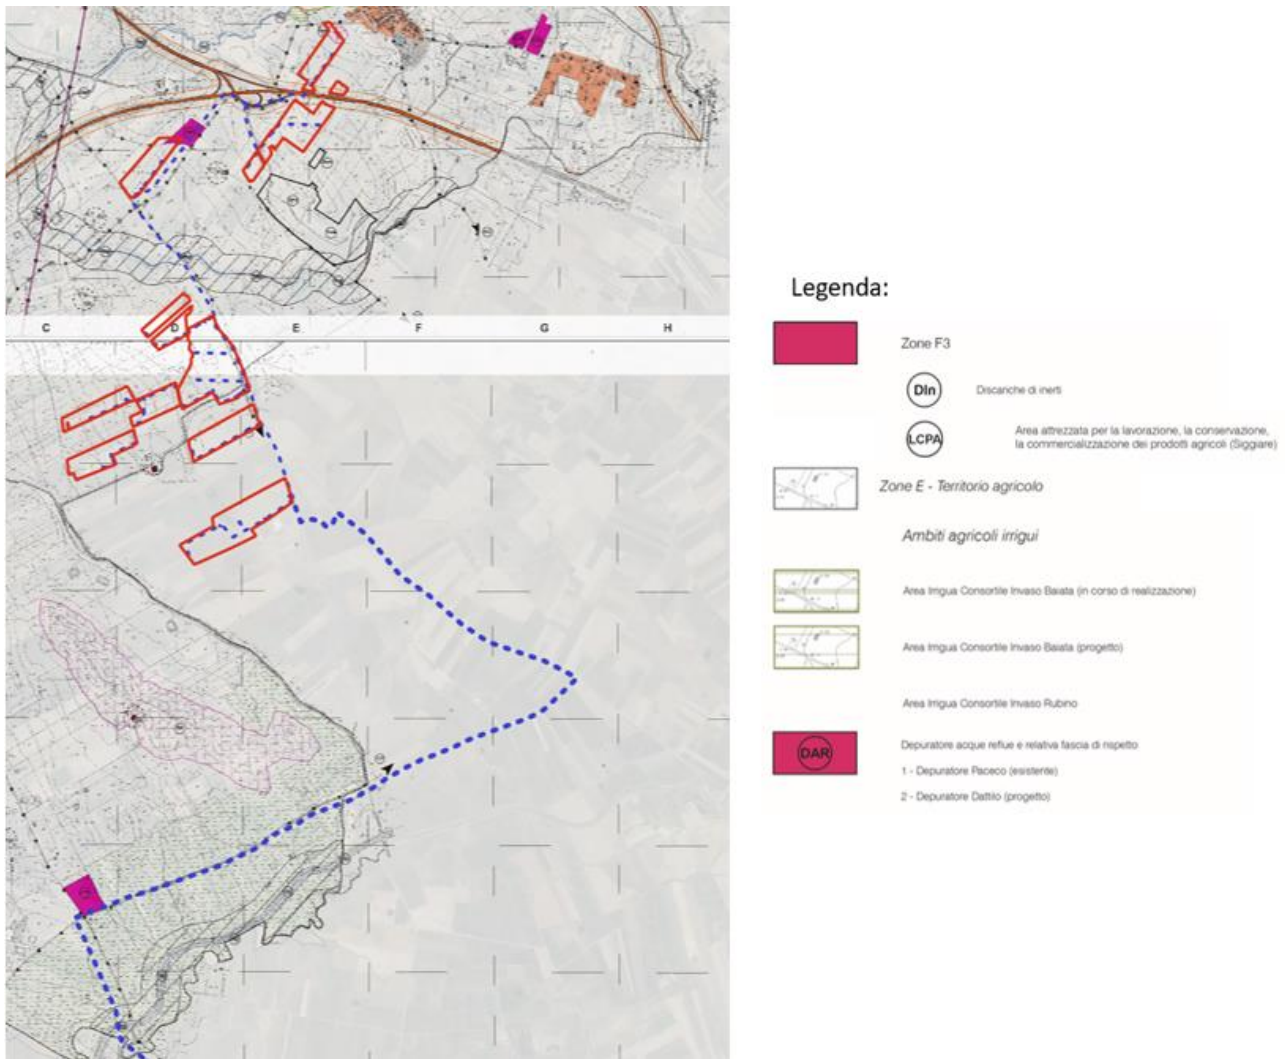 C D E F G H
Legenda:
Zone F3
DIn
Discariche di inerti
LCPA
Area attrezzata per la lavorazione, la conservazione,
la commercializzazione dei prodotti agricoli (Siggiare)
Zone E - Territorio agricolo
Ambiti agricoli irrigui
Area Irrigua Consortile Invaso Baiata (in corso di realizzazione)
Area Irrigua Consortile Invaso Baiata (progetto)
Area Irrigua Consortile Invaso Rubino
DAR
Depuratore acque reflue e relativa fascia di rispetto
1 - Depuratore Paceco (esistente)
2 - Depuratore Dattilo (progetto)